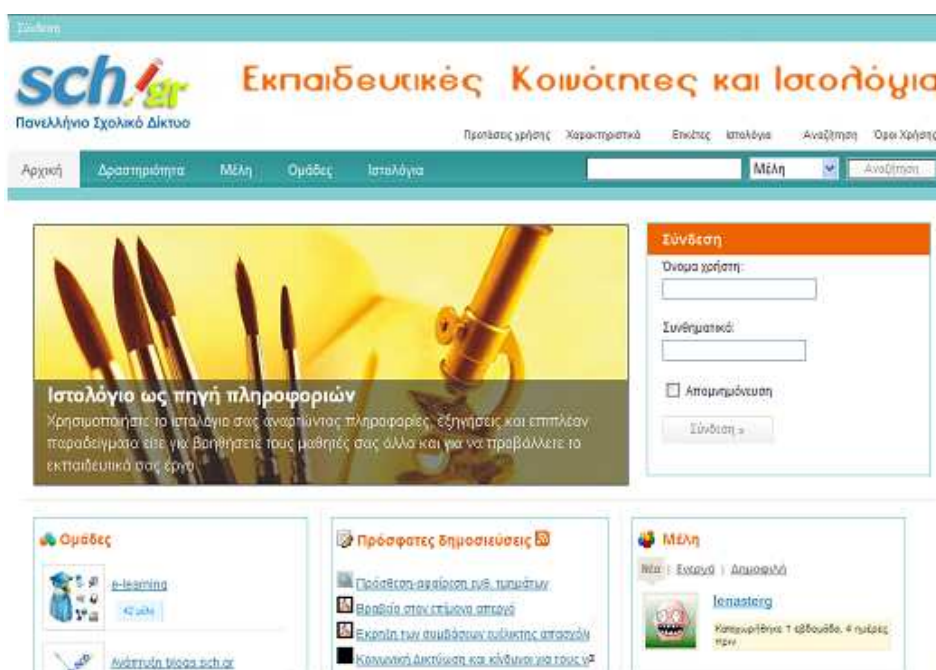 Σύνδεση
sch.gr
Πανελλήνιο Σχολικό Δίκτυο
Εκπαιδευτικές Κοινότητες και Ιστολόγια
Προτάσεις χρήσης Χαρακτηριστικά Ετικέτες Ιστολόγια Αναζήτηση Όροι Χρήσης
Αρχική Δραστηριότητα Μέλη Ομάδες Ιστολόγια Μέλη Αναζήτηση
Ιστολόγιο ως πηγή πληροφοριών
Χρησιμοποιήστε το ιστολόγιο σας αναρτώντας πληροφορίες, εξηγήσεις και επιπλέον
παραδείγματα είτε για βοηθήσετε τους μαθητές σας άλλα και για να προβάλλετε το
εκπαιδευτικό σας έργο
Σύνδεση
Όνομα χρήστη:
Συνθηματικό:
Απομνημόνευση
Σύνδεση »
Ομάδες
e-learning
42 μέλη
Ανάπτυξη blogs.sch.gr
Πρόσφατες δημοσιεύσεις
Πρόσθεση-αφαίρεση ευθ. τμημάτων
Βραβείο στον επίμονο απεργό
Έκρηξη των συμβάσεων ευέλικτης απασχόλ
Κοινωνική Δικτύωση και κίνδυνοι για τους
Μέλη
Νέα | Ενεργά | Δημοφιλή
lenasterg
Καταχωρήθηκε 1 εβδομάδα, 4 ημέρες
πριν